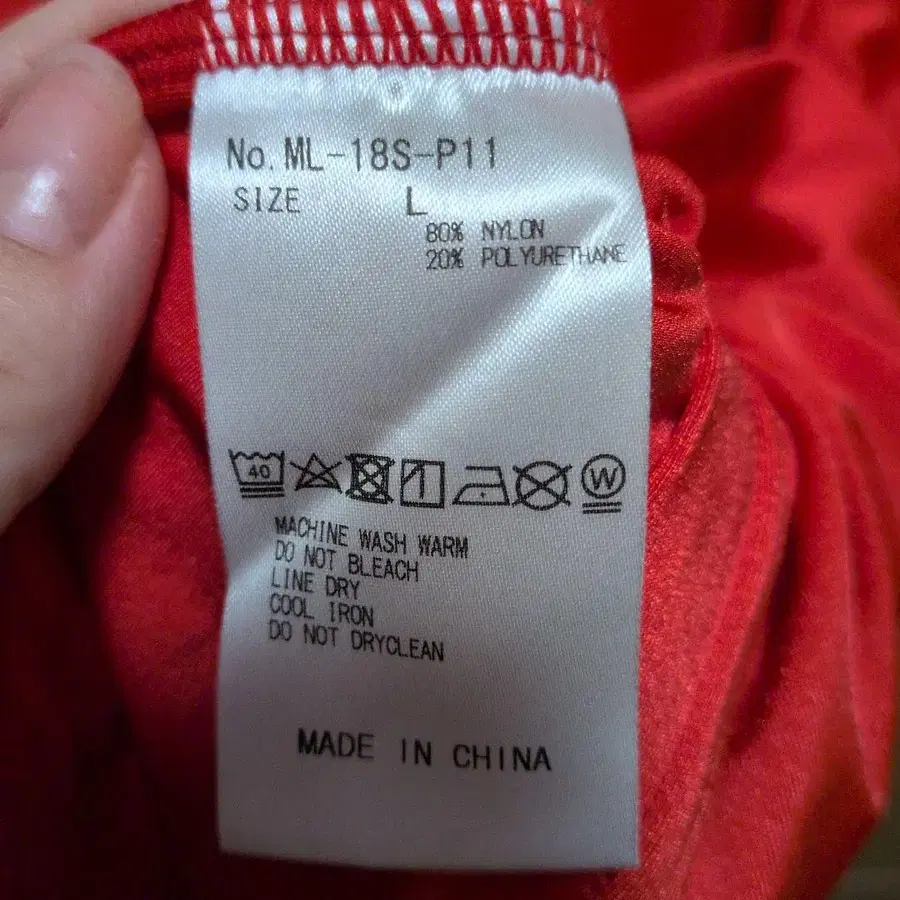 No. ML-18S-P11
SIZE L
80% NYLON
20% POLYURETHANE
40 W
MACHINE WASH WARM
DO NOT BLEACH
LINE DRY
COOL IRON
DO NOT DRYCLEAN
MADE IN CHINA